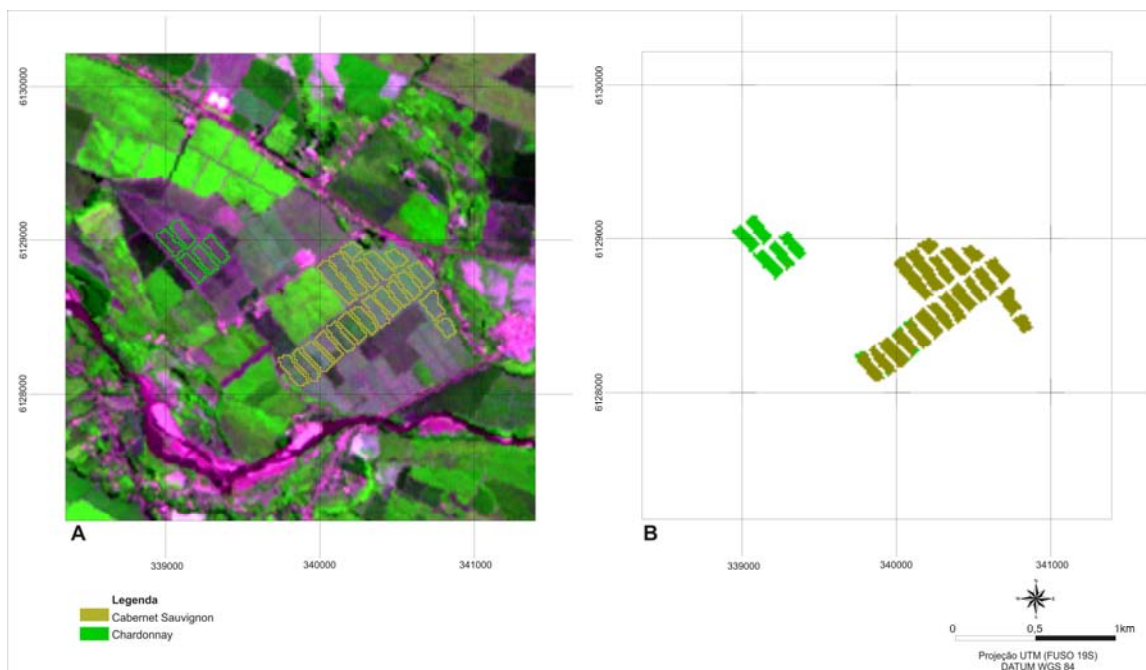 6130000
6129000
6128000
A
339000 340000 341000
6130000
6129000
6128000
B
339000 340000 341000
Legenda
Cabernet Sauvignon
Chardonnay
0 0,5 1km
Projeção UTM (FUSO 19S)
DATUM WGS 84